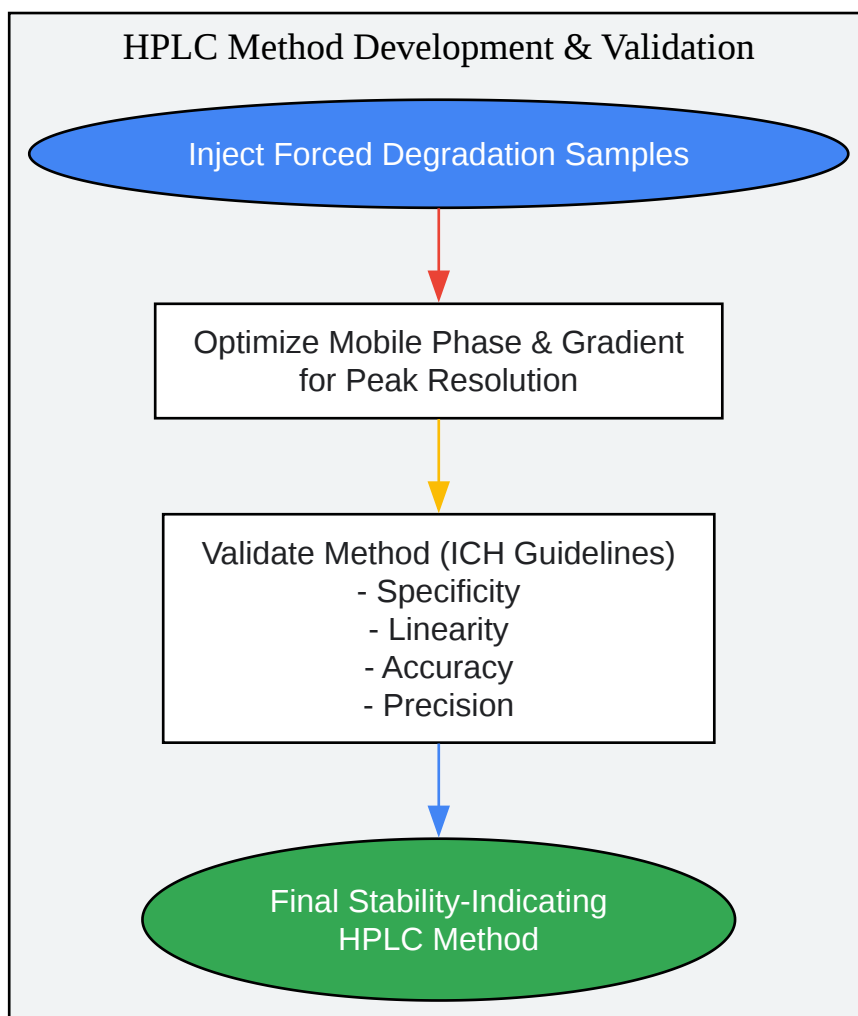 HPLC Method Development & Validation
Inject Forced Degradation Samples
Optimize Mobile Phase & Gradient
for Peak Resolution
Validate Method (ICH Guidelines)
- Specificity
- Linearity
- Accuracy
- Precision
Final Stability-Indicating
HPLC Method